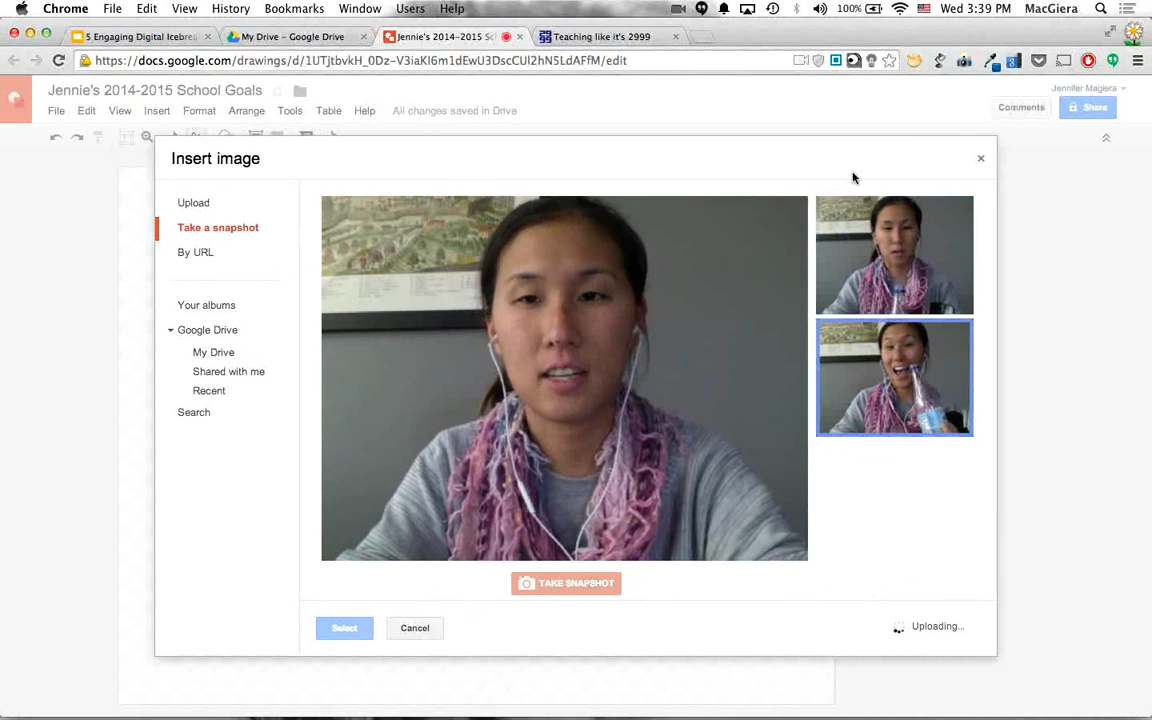 Chrome File Edit View History Bookmarks Window Users Help 100% Wed 3:39 PM MacGiera
5 Engaging Digital Icebrea × My Drive – Google Drive × Jennie's 2014–2015 Sc × Teaching like it's 2999 ×
https://docs.google.com/drawings/d/1UTjtbvkH_0Dz-V3iaKI6m1dEwU3DscCUl2hN5LdAFfM/edit
Jennie's 2014-2015 School Goals
Jennifer Magiera
File Edit View Insert Format Arrange Tools Table Help All changes saved in Drive
Comments Share
Insert image ×
Upload
Take a snapshot
By URL
Your albums
Google Drive
My Drive
Shared with me
Recent
Search
TAKE SNAPSHOT
Select Cancel Uploading...